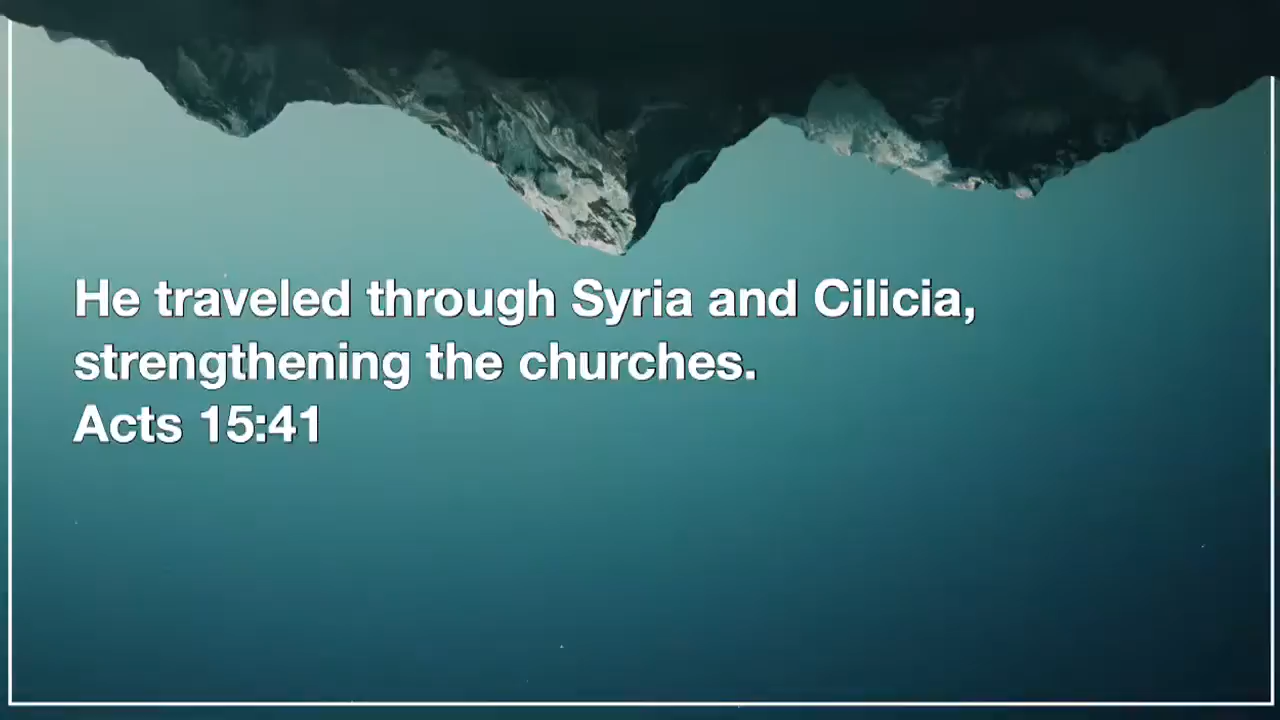 He traveled through Syria and Cilicia,
strengthening the churches.
Acts 15:41